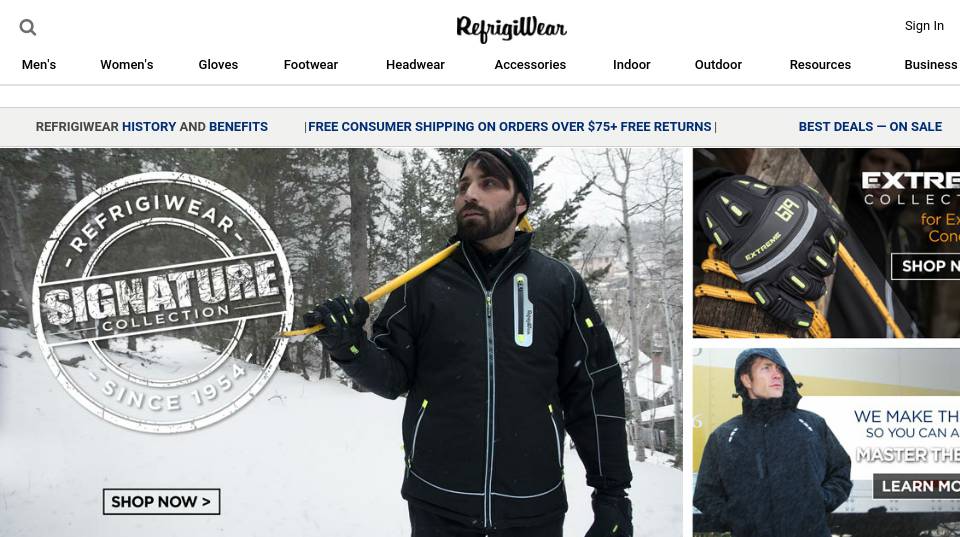 RefrigiWear
Sign In
Men's Women's Gloves Footwear Headwear Accessories Indoor Outdoor Resources Business
REFRIGIWEAR HISTORY AND BENEFITS |FREE CONSUMER SHIPPING ON ORDERS OVER $75+ FREE RETURNS| BEST DEALS — ON SALE
- REFRIGIWEAR -
SIGNATURE
COLLECTION
- SINCE 1954 -
SHOP NOW >
EXTREME
EXTRE
COLLECT
for Ex
Con
SHOP N
WE MAKE TH
SO YOU CAN A
MASTER THE
LEARN MO